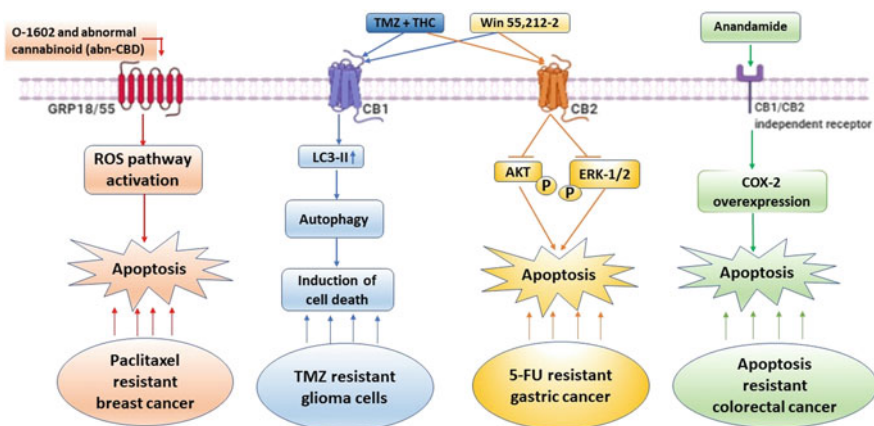 O-1602 and abnormal
cannabinoid (abn-CBD)
GRP18/55
ROS pathway
activation
Apoptosis
Paclitaxel
resistant
breast cancer
TMZ + THC
Win 55,212-2
CB1
LC3-II↑
Autophagy
Induction of
cell death
TMZ resistant
glioma cells
CB2
AKT
P
P
ERK-1/2
Apoptosis
5-FU resistant
gastric cancer
Anandamide
CB1/CB2
independent receptor
COX-2
overexpression
Apoptosis
Apoptosis
resistant
colorectal cancer